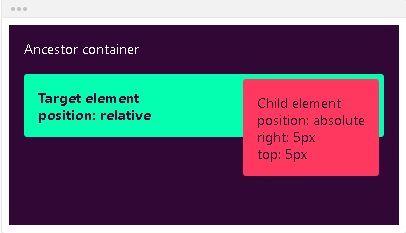 Ancestor container
Target element
position: relative
Child element
position: absolute
right: 5px
top: 5px